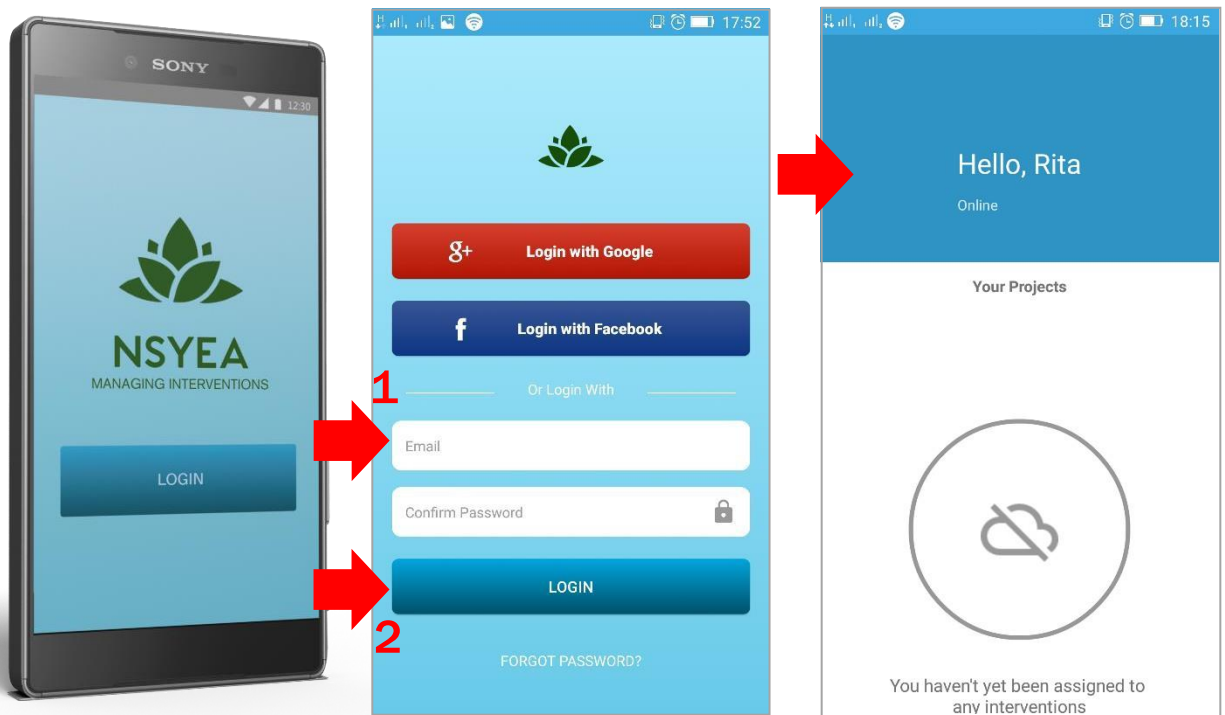 SONY
12:30
NSYEA
MANAGING INTERVENTIONS
LOGIN
17:52
g+ Login with Google
f Login with Facebook
1
Or Login With
Email
Confirm Password
LOGIN
2
FORGOT PASSWORD?
18:15
Hello, Rita
Online
Your Projects
You haven't yet been assigned to
any interventions